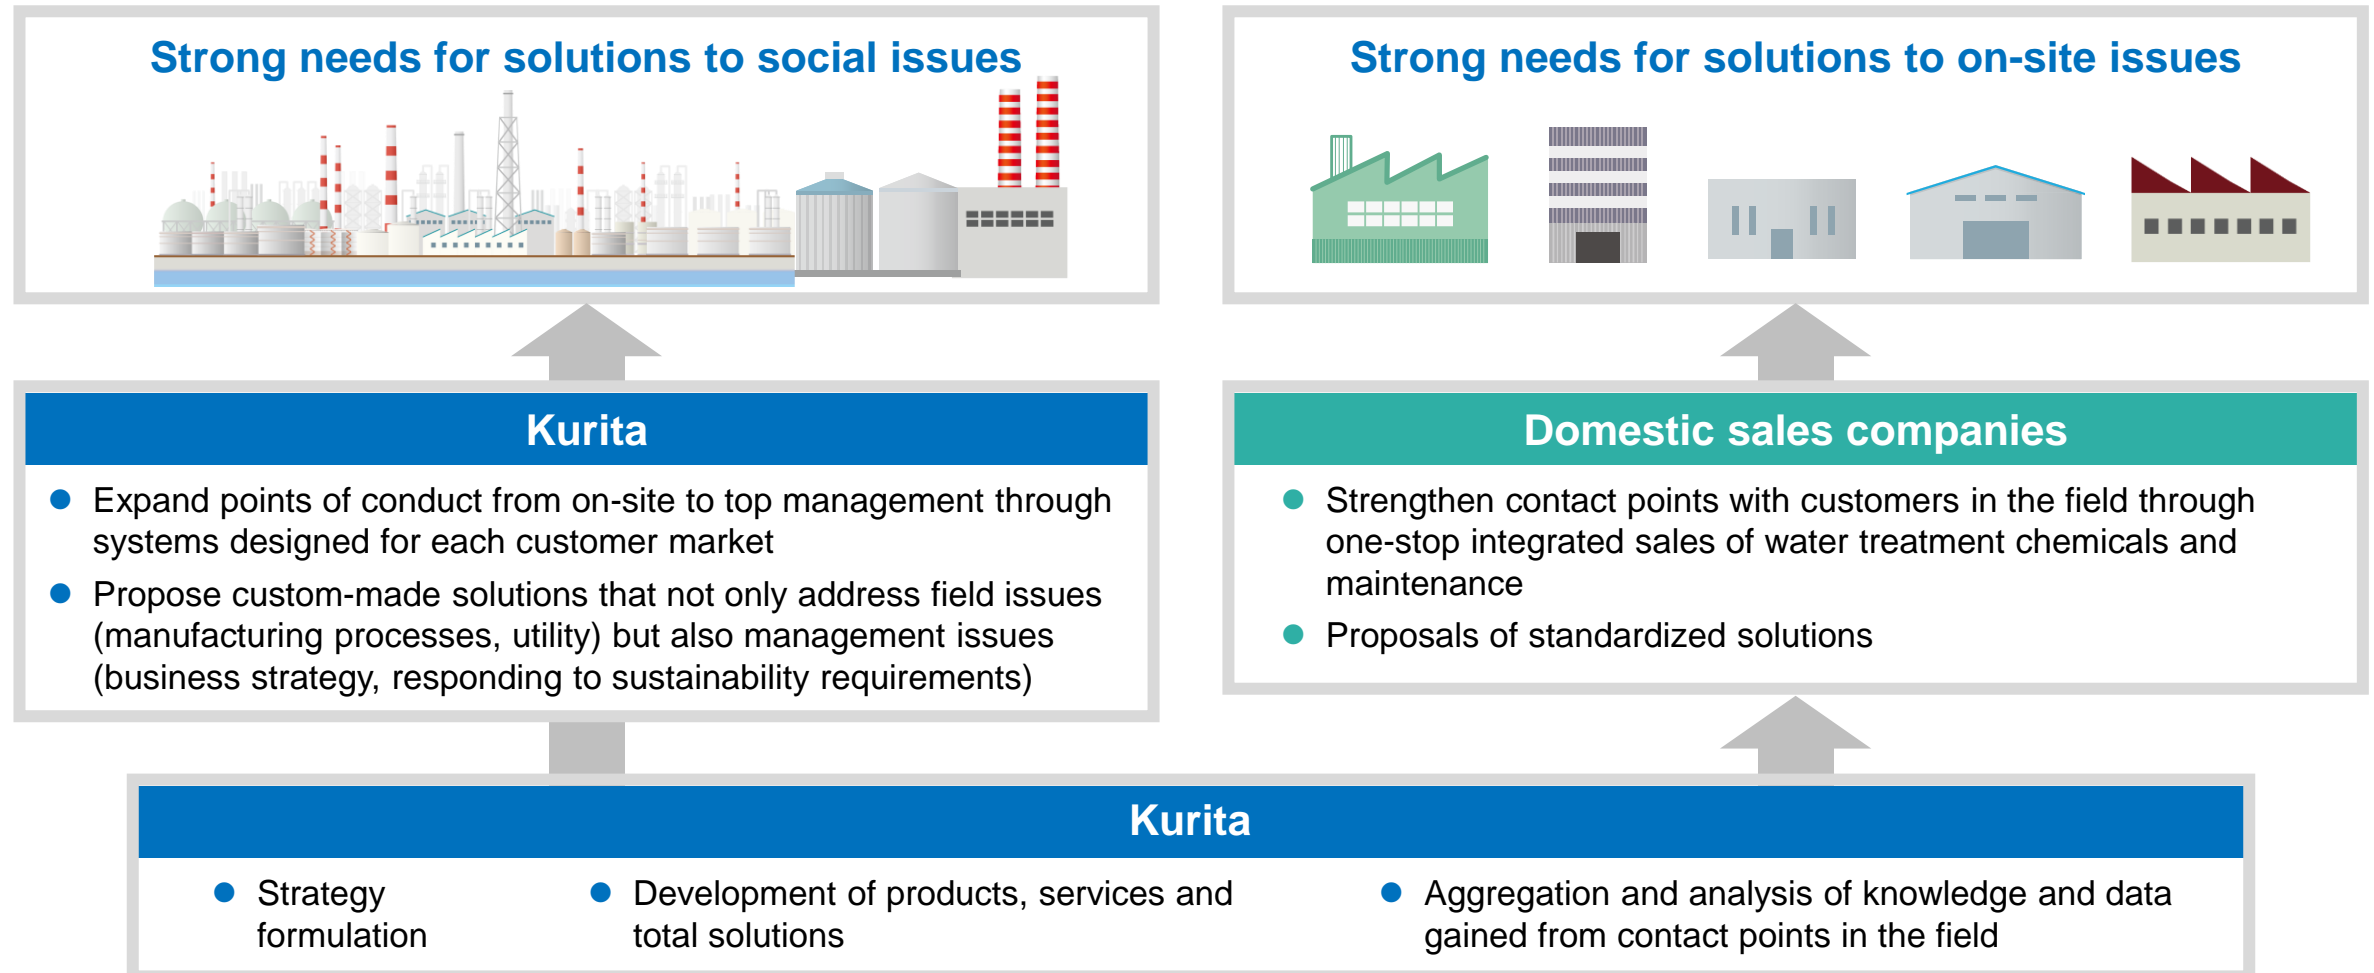 Strong needs for solutions to social issues
Strong needs for solutions to on-site issues
Kurita
Expand points of conduct from on-site to top management through
systems designed for each customer market
Propose custom-made solutions that not only address field issues
(manufacturing processes, utility) but also management issues
(business strategy, responding to sustainability requirements)
Domestic sales companies
Strengthen contact points with customers in the field through
one-stop integrated sales of water treatment chemicals and
maintenance
Proposals of standardized solutions
Kurita
Strategy
formulation
Development of products, services and
total solutions
Aggregation and analysis of knowledge and data
gained from contact points in the field